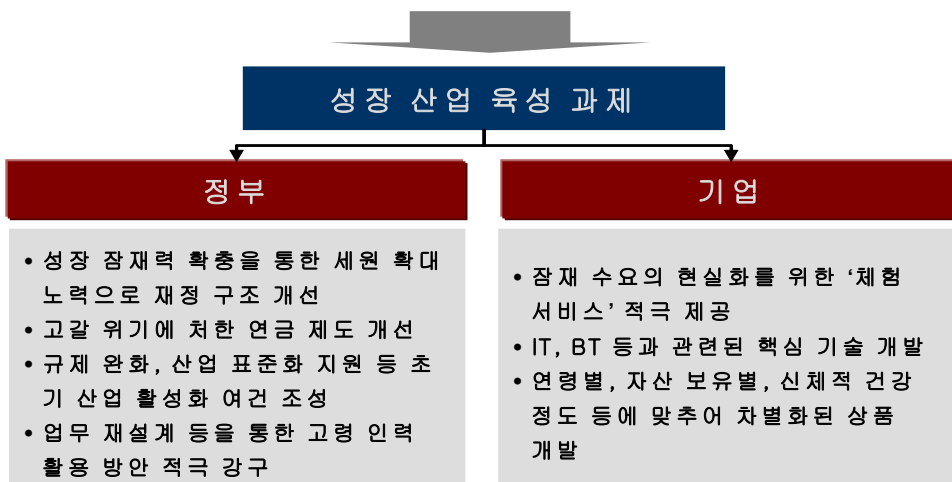 성장 산업 육성 과제
정부
• 성장 잠재력 확충을 통한 세원 확대
노력으로 재정 구조 개선
• 고갈 위기에 처한 연금 제도 개선
• 규제 완화, 산업 표준화 지원 등 초
기 산업 활성화 여건 조성
• 업무 재설계 등을 통한 고령 인력
활용 방안 적극 강구
기업
• 잠재 수요의 현실화를 위한 ‘체험
서비스’ 적극 제공
• IT, BT 등과 관련된 핵심 기술 개발
• 연령별, 자산 보유별, 신체적 건강
정도 등에 맞추어 차별화된 상품
개발